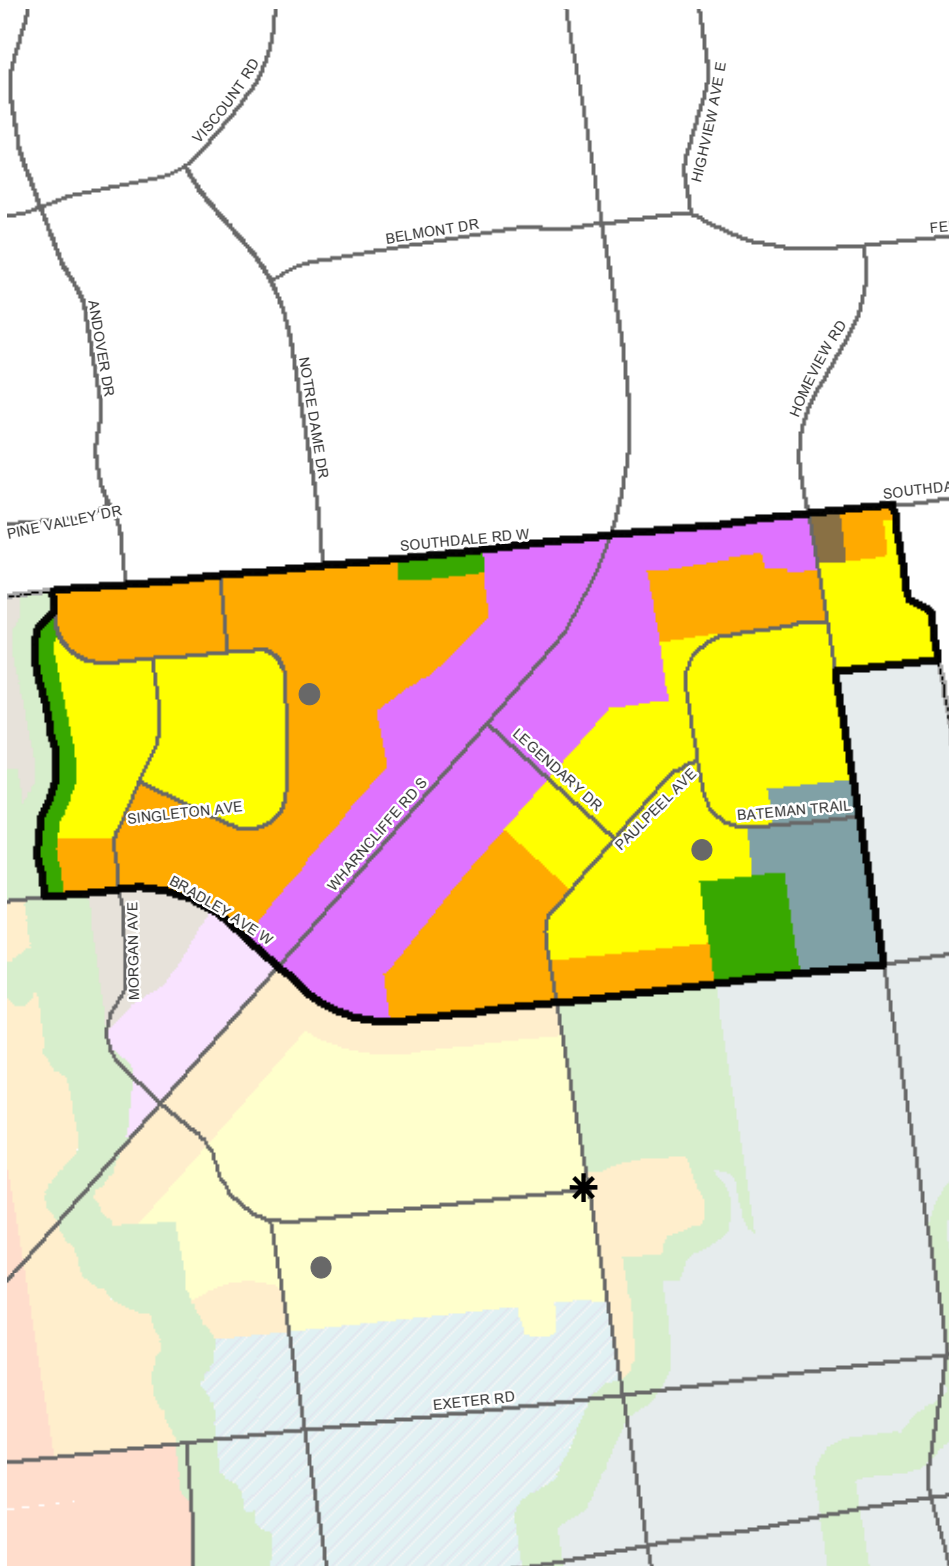 VISCOUNT RD
HIGHVIEW AVE E
BELMONT DR
FE
ANDOVER DR
NOTRE DAME DR
HOMEVIEW RD
SOUTHDA
PINE VALLEY DR
SOUTHDALE RD W
LEGENDARY DR
WHARNCLIFFE RD S
PAULPEEL AVE
SINGLETON AVE
BATEMAN TRAIL
BRADLEY AVE W
MORGAN AVE
EXETER RD